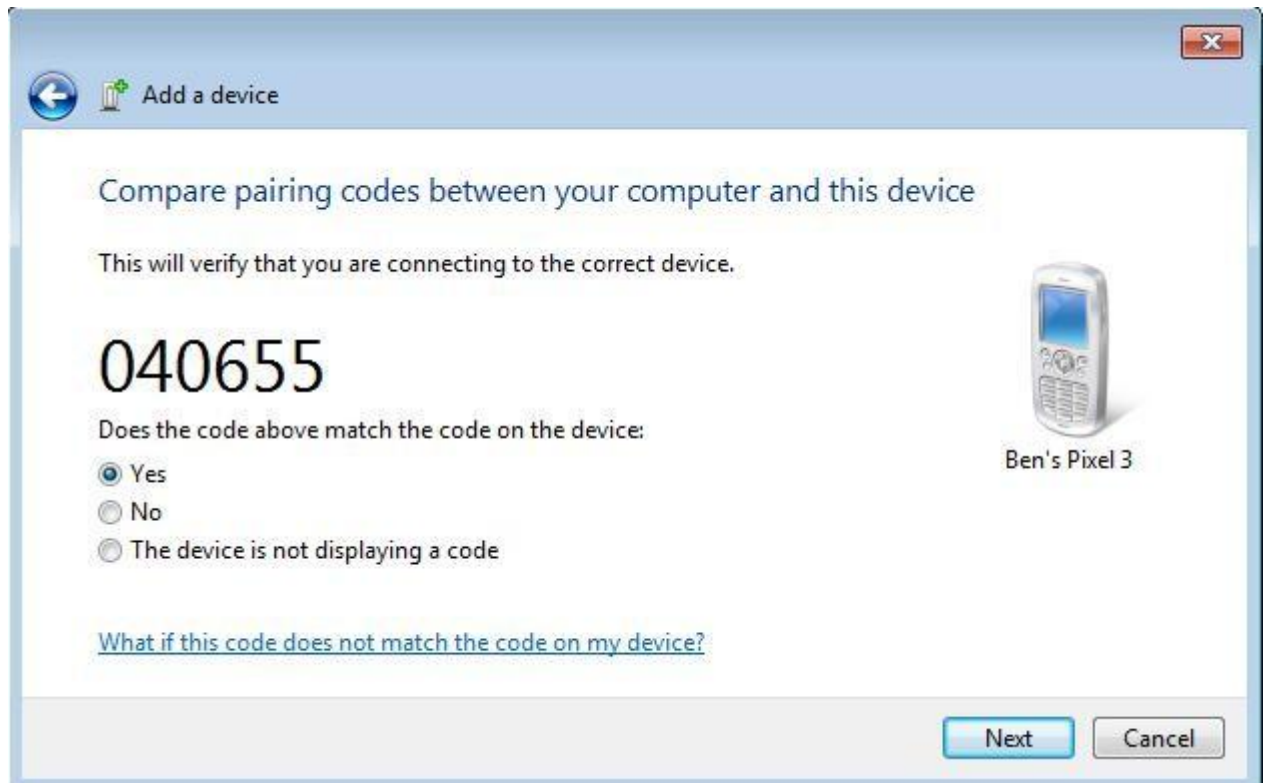 Add a device
Compare pairing codes between your computer and this device
This will verify that you are connecting to the correct device.
040655
Does the code above match the code on the device:
Yes
No
The device is not displaying a code
Ben's Pixel 3
What if this code does not match the code on my device?
Next
Cancel